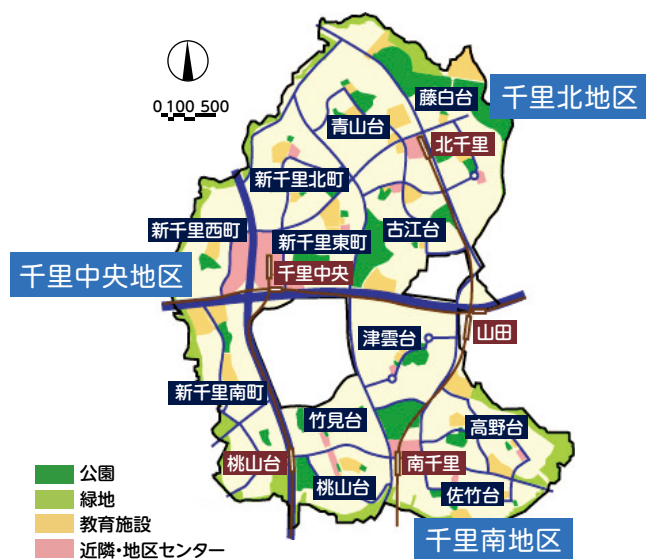 0 100 500
藤白台
千里北地区
青山台
北千里
新千里北町
新千里西町
新千里東町
古江台
千里中央地区
千里中央
津雲台
山田
新千里南町
竹見台
高野台
桃山台
南千里
桃山台
佐竹台
千里南地区
公園
緑地
教育施設
近隣・地区センター